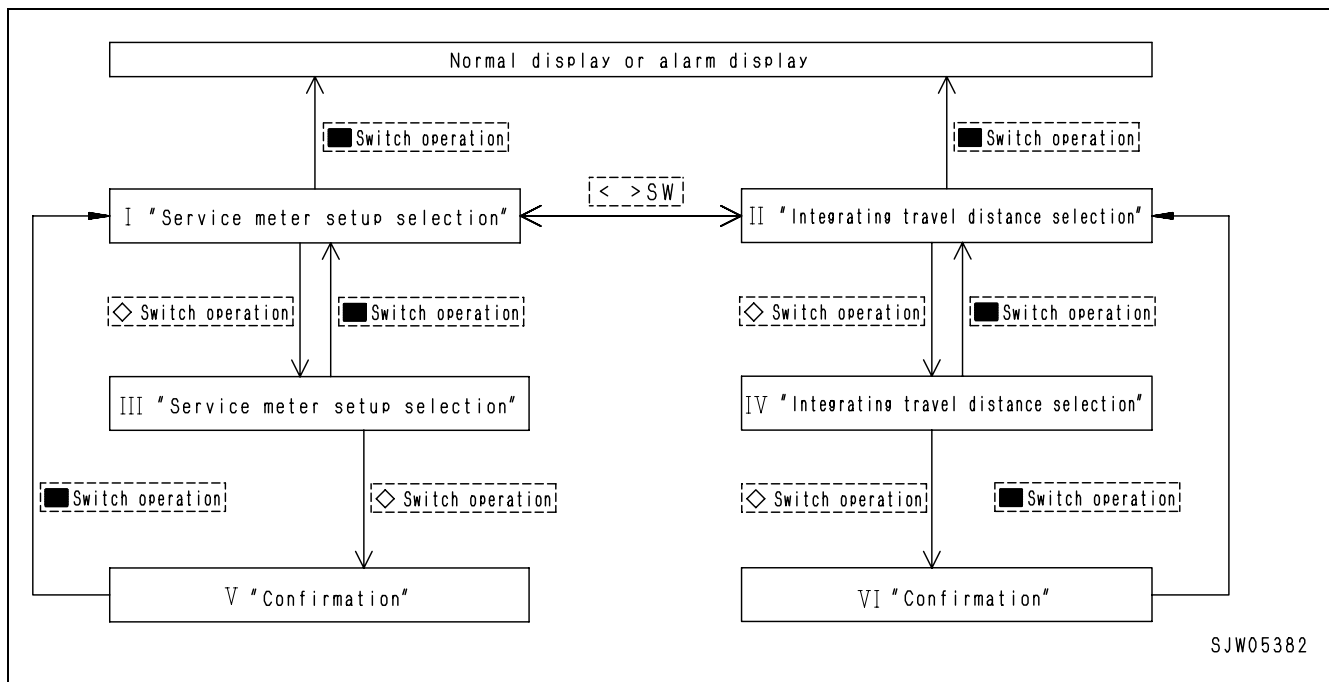 Normal display or alarm display
■ Switch operation
■ Switch operation
< >SW
I "Service meter setup selection"
II "Integrating travel distance selection"
◇ Switch operation
■ Switch operation
◇ Switch operation
■ Switch operation
III "Service meter setup selection"
IV "Integrating travel distance selection"
■ Switch operation
◇ Switch operation
◇ Switch operation
■ Switch operation
V "Confirmation"
VI "Confirmation"
SJW05382